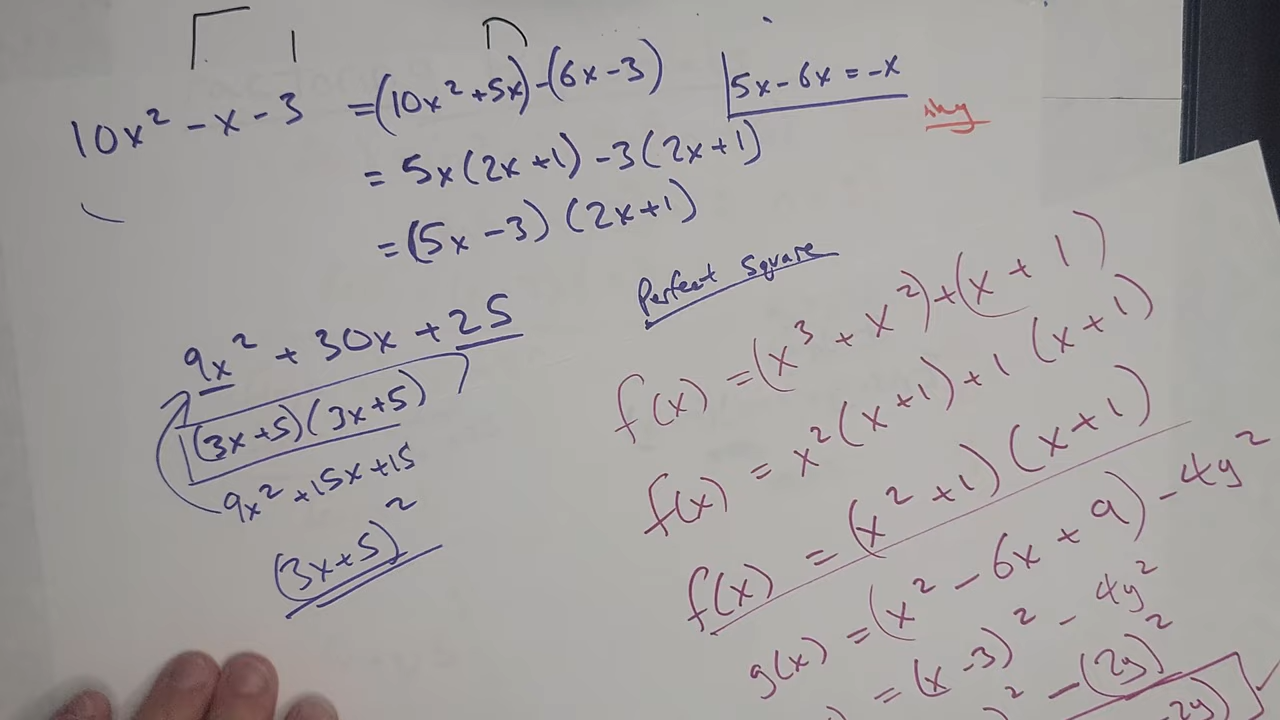 10x² - x - 3 = (10x² + 5x) - (6x - 3)
5x - 6x = -x
= 5x(2x + 1) - 3(2x + 1)
= (5x - 3)(2x + 1)
Perfect Square
9x² + 30x + 25
(3x + 5)(3x + 5)
9x² + 15x + 15
(3x + 5)²
f(x) = (x³ + x²) + (x + 1)
f(x) = x²(x + 1) + 1(x + 1)
f(x) = (x² + 1)(x + 1)
g(x) = (x² - 6x + 9) - 4y²
= (x - 3)² - 4y²
² - (2y)²
2y)